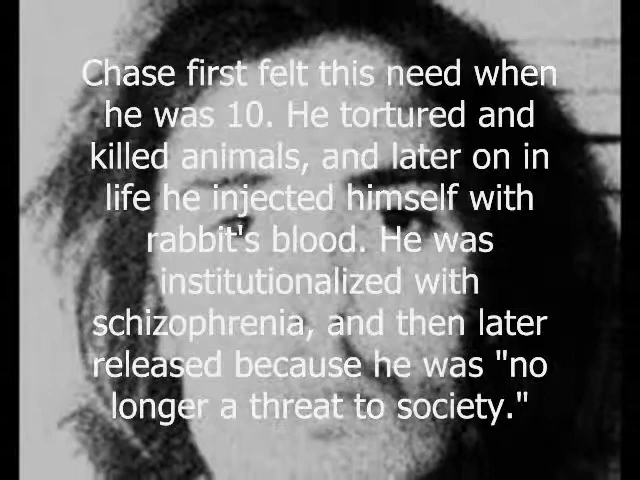 Chase first felt this need when
he was 10. He tortured and
killed animals, and later on in
life he injected himself with
rabbit's blood. He was
institutionalized with
schizophrenia, and then later
released because he was "no
longer a threat to society."